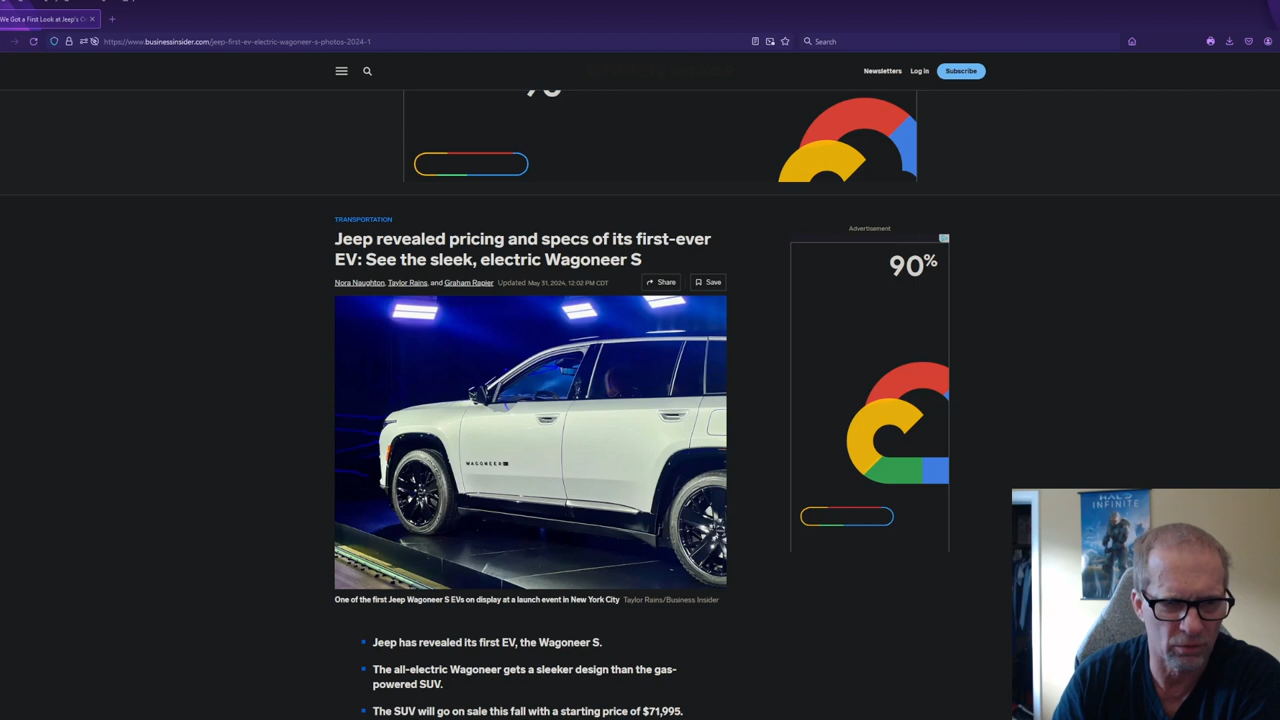 We Got a First Look at Jeep's
https://www.businessinsider.com/jeep-first-ev-electric-wagoneer-s-photos-2024-1
Search
Newsletters
Log in
Subscribe
TRANSPORTATION
Jeep revealed pricing and specs of its first-ever
EV: See the sleek, electric Wagoneer S
Nora Naughton, Taylor Rains, and Graham Rapier Updated May 31, 2024, 12:02 PM CDT
Share
Save
Advertisement
90%
WAGONEER
One of the first Jeep Wagoneer S EVs on display at a launch event in New York City Taylor Rains/Business Insider
HALO
INFINITE
Jeep has revealed its first EV, the Wagoneer S.
The all-electric Wagoneer gets a sleeker design than the gas-
powered SUV.
The SUV will go on sale this fall with a starting price of $71,995.